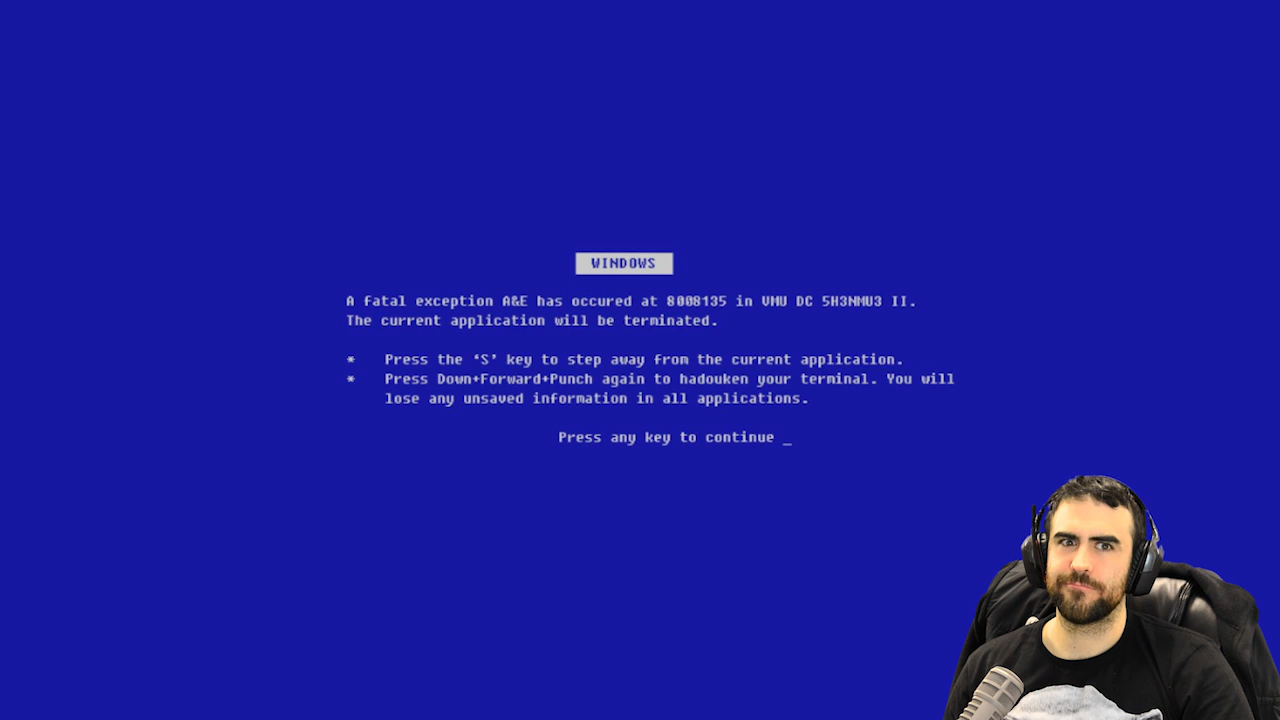 WINDOWS
A fatal exception A&E has occured at 8008135 in VMU DC 5H3NMU3 II.
The current application will be terminated.
* Press the ‘S’ key to step away from the current application.
* Press Down+Forward+Punch again to hadouken your terminal. You will
lose any unsaved information in all applications.
Press any key to continue _